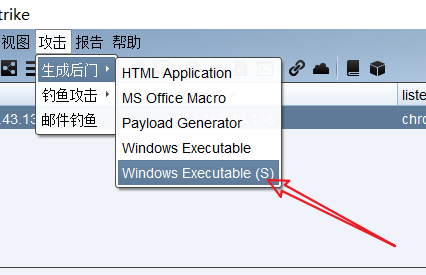 trike
视图 攻击 报告 帮助
生成后门
钓鱼攻击
邮件钓鱼
HTML Application
MS Office Macro
Payload Generator
Windows Executable
Windows Executable (S)
liste
.43.13
chro